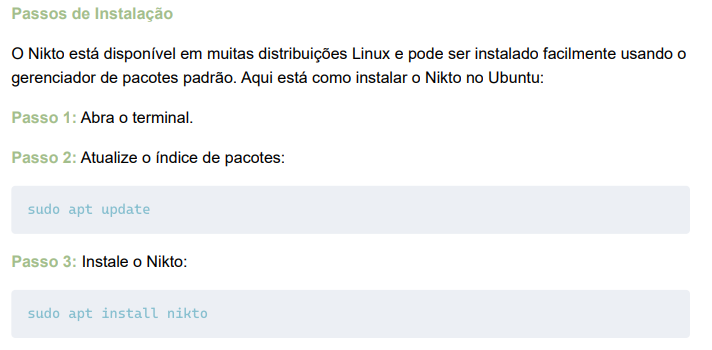 Passos de Instalação
O Nikto está disponível em muitas distribuições Linux e pode ser instalado facilmente usando o
gerenciador de pacotes padrão. Aqui está como instalar o Nikto no Ubuntu:
Passo 1: Abra o terminal.
Passo 2: Atualize o índice de pacotes:
sudo apt update
Passo 3: Instale o Nikto:
sudo apt install nikto